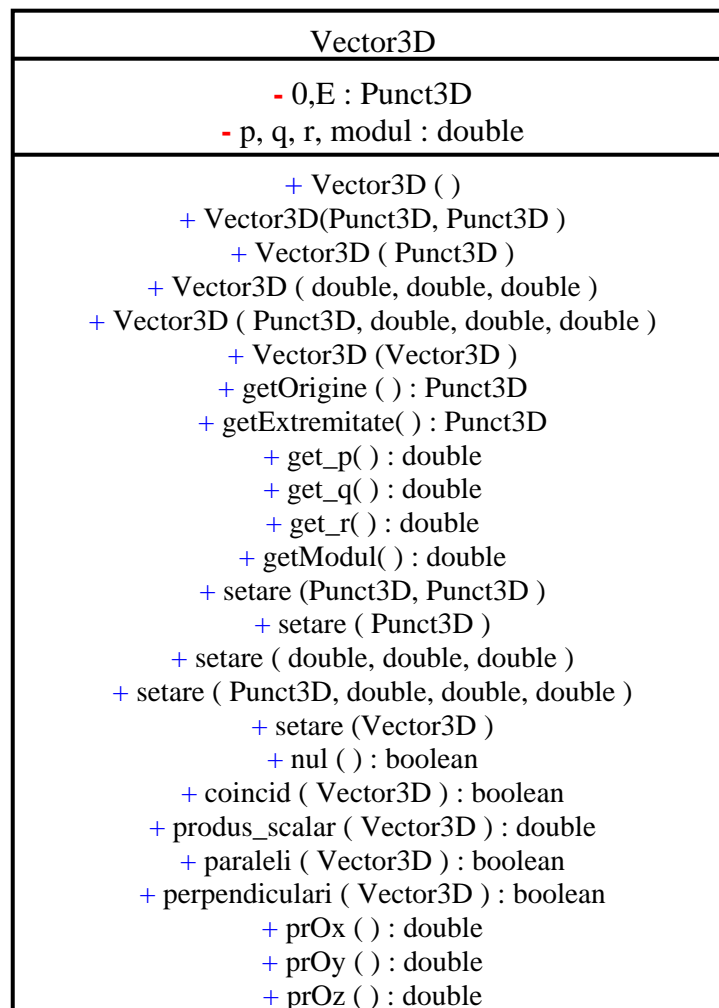 Vector3D
- 0,E : Punct3D
- p, q, r, modul : double
+ Vector3D ( )
+ Vector3D(Punct3D, Punct3D )
+ Vector3D ( Punct3D )
+ Vector3D ( double, double, double )
+ Vector3D ( Punct3D, double, double, double )
+ Vector3D (Vector3D )
+ getOrigine ( ) : Punct3D
+ getExtremitate( ) : Punct3D
+ get_p( ) : double
+ get_q( ) : double
+ get_r( ) : double
+ getModul( ) : double
+ setare (Punct3D, Punct3D )
+ setare ( Punct3D )
+ setare ( double, double, double )
+ setare ( Punct3D, double, double, double )
+ setare (Vector3D )
+ nul ( ) : boolean
+ coincid ( Vector3D ) : boolean
+ produs_scalar ( Vector3D ) : double
+ paraleli ( Vector3D ) : boolean
+ perpendiculari ( Vector3D ) : boolean
+ prOx ( ) : double
+ prOy ( ) : double
+ prOz ( ) : double